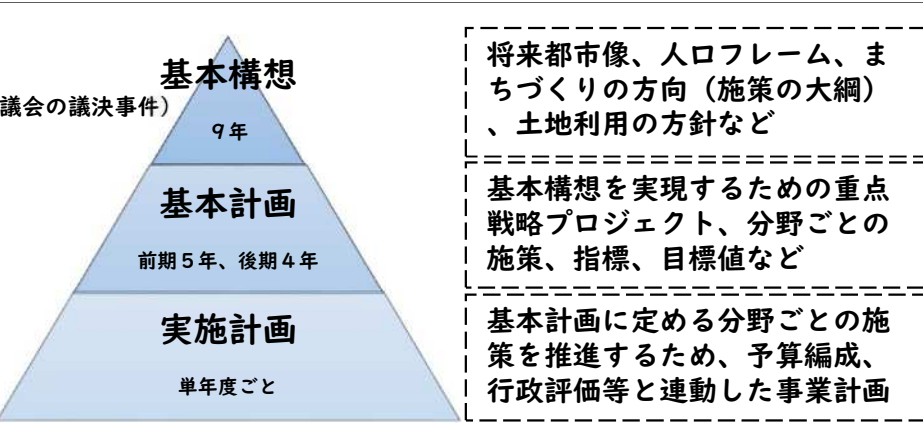 基本構想
議会の議決事件）
９年
将来都市像、人口フレーム、ま
ちづくりの方向（施策の大綱）
、土地利用の方針など
基本計画
前期５年、後期４年
基本構想を実現するための重点
戦略プロジェクト、分野ごとの
施策、指標、目標値など
実施計画
単年度ごと
基本計画に定める分野ごとの施
策を推進するため、予算編成、
行政評価等と連動した事業計画